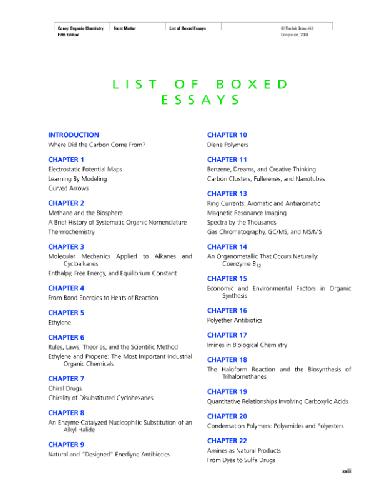 Carey Organic Chemistry
Fifth Edition
Front Matter
List of Boxed Essays
LIST OF BOXED
ESSAYS
INTRODUCTION
Where Did the Carbon Come From?
CHAPTER 1
Electrostatic Potential Maps
Learning By Modeling
Curved Arrows
CHAPTER 2
Methane and the Biosphere
A Brief History of Systematic Organic Nomenclature
Thermochemistry
CHAPTER 3
Molecular Mechanics Applied to Alkanes and
Cycloalkanes
Enthalpy, Free Energy, and Equilibrium Constant
CHAPTER 4
From Bond Energies to Heats of Reaction
CHAPTER 5
Ethylene
CHAPTER 6
Rules, Laws, Theories, and the Scientific Method
Ethylene and Propene: The Most Important Industrial
Organic Chemicals
CHAPTER 7
Chiral Drugs
Chirality of Disubstituted Cyclohexanes
CHAPTER 8
An Enzyme-Catalyzed Nucleophilic Substitution of an
Alkyl Halide
CHAPTER 9
Natural and "Designed" Enediyne Antibiotics
CHAPTER 10
Diene Polymers
CHAPTER 11
Benzene, Dreams, and Creative Thinking
Carbon Clusters, Fullerenes, and Nanotubes
CHAPTER 13
Ring Currents: Aromatic and Antiaromatic
Magnetic Resonance Imaging
Spectra by the Thousands
Gas Chromatography, GC/MS, and MS/MS
CHAPTER 14
An Organometallic That Occurs Naturally:
Coenzyme B12
CHAPTER 15
Economic and Environmental Factors in Organic
Synthesis
CHAPTER 16
Polyether Antibiotics
CHAPTER 17
Imines in Biological Chemistry
CHAPTER 18
The Haloform Reaction and the Biosynthesis of
Trihalomethanes
CHAPTER 19
Quantitative Relationships Involving Carboxylic Acids
CHAPTER 20
Condensation Polymers: Polyamides and Polyesters
CHAPTER 22
Amines as Natural Products
From Dyes to Sulfa Drugs